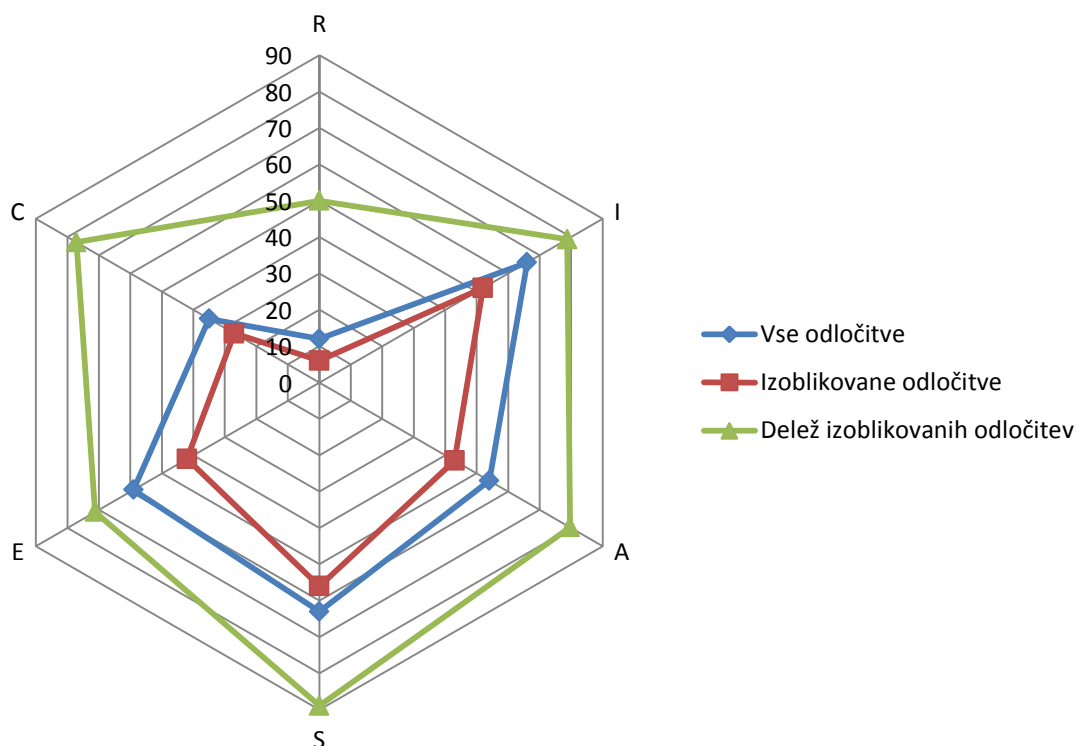 R
90
80
70
60
50
40
30
20
10
0
C
I
E
A
S
Vse odločitve
Izoblikovane odločitve
Delež izoblikovanih odločitev